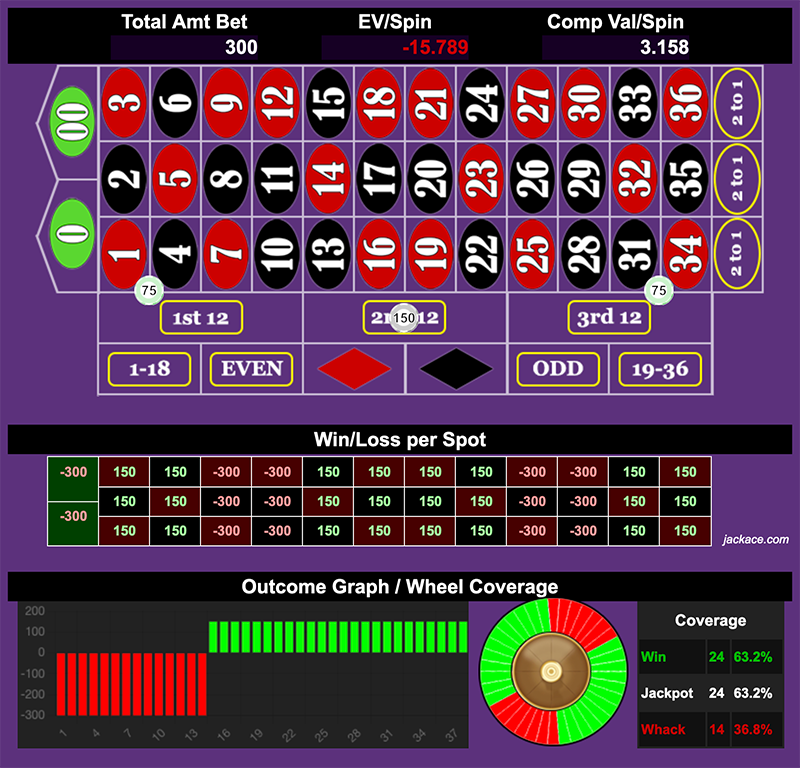 Total Amt Bet EV/Spin Comp Val/Spin
300 -15.789 3.158
00 3 6 9 12 15 18 21 24 27 30 33 36 2 to 1
2 5 8 11 14 17 20 23 26 29 32 35 2 to 1
0 1 4 7 10 13 16 19 22 25 28 31 34 2 to 1
75 75
1st 12 2n 12 3rd 12
150
1-18 EVEN ODD 19-36
Win/Loss per Spot
-300 150 150 -300 -300 150 150 150 150 -300 -300 150 150
150 150 -300 -300 150 150 150 150 -300 -300 150 150
-300 150 150 -300 -300 150 150 150 150 -300 -300 150 150
jackace.com
Outcome Graph / Wheel Coverage
200
100
0
-100
-200
-300
1 4 7 10 13 16 19 22 25 28 31 34 37
Coverage
Win 24 63.2%
Jackpot 24 63.2%
Whack 14 36.8%